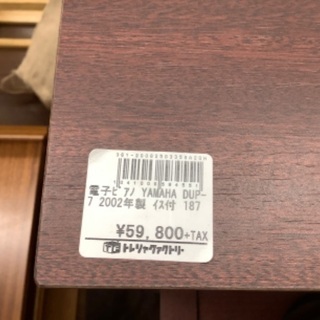 電子ピアノ YAMAHA DUP-
7 2002年製 イス付 187
¥59,800+TAX
トレジャーファクトリー